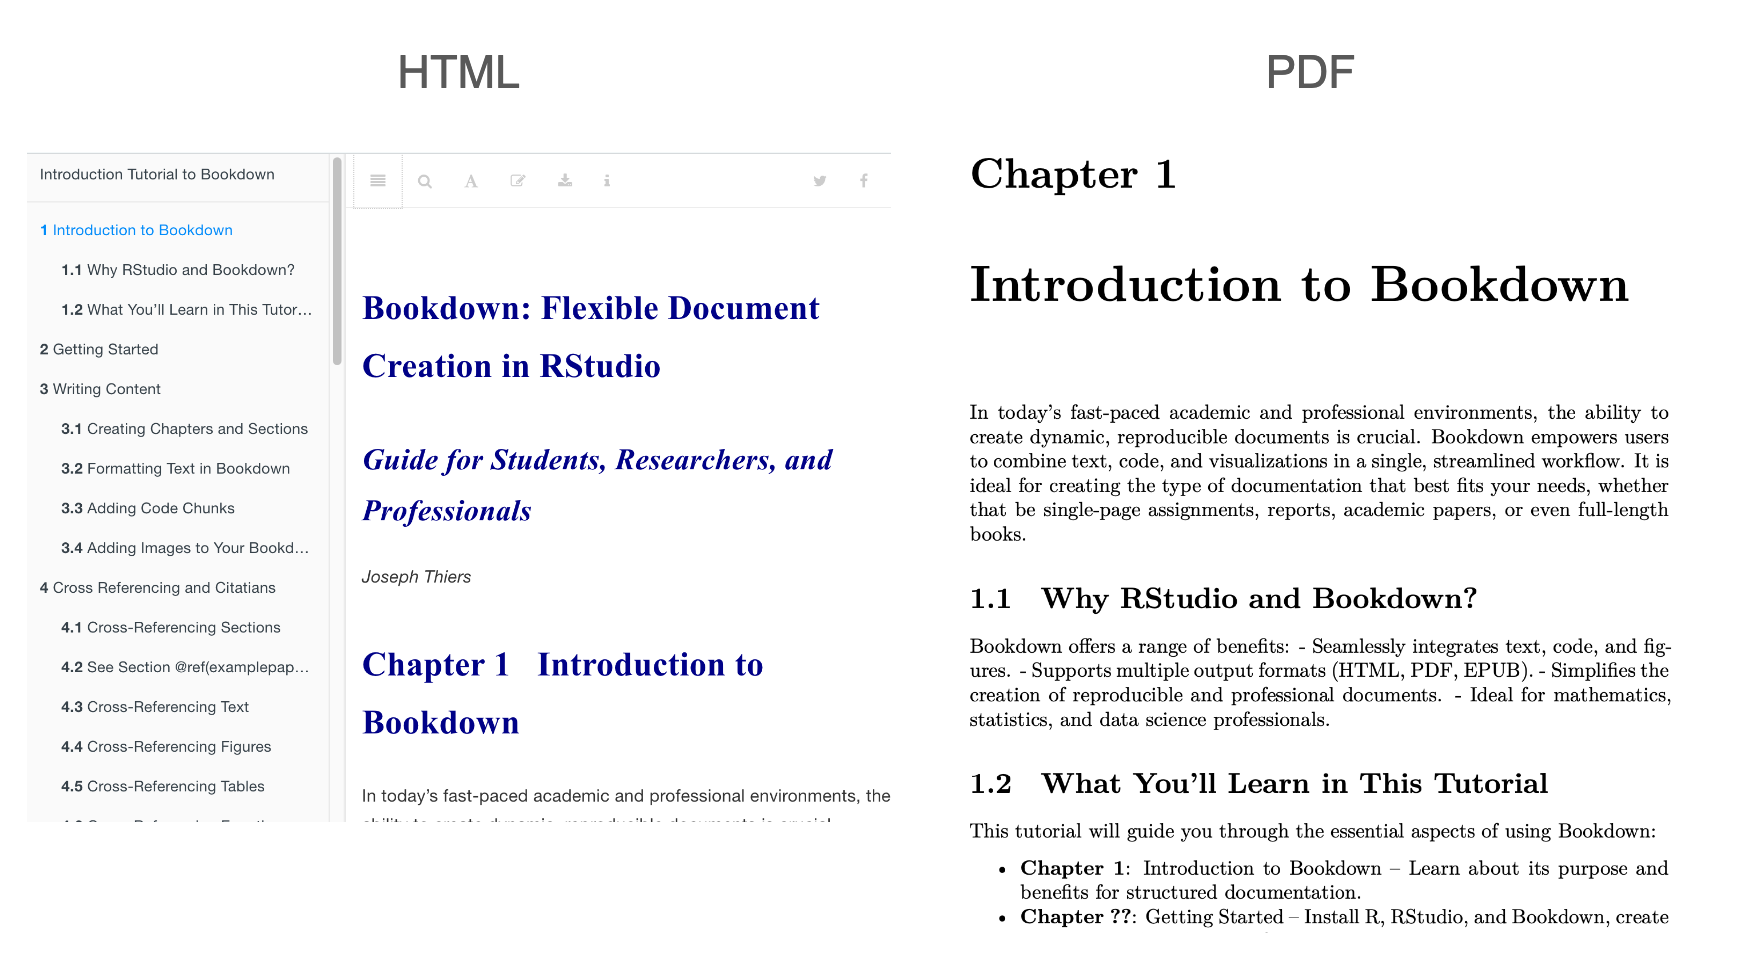 HTML
Introduction Tutorial to Bookdown
1 Introduction to Bookdown
1.1 Why RStudio and Bookdown?
1.2 What You’ll Learn in This Tutor…
2 Getting Started
3 Writing Content
3.1 Creating Chapters and Sections
3.2 Formatting Text in Bookdown
3.3 Adding Code Chunks
3.4 Adding Images to Your Bookd…
4 Cross Referencing and Citatians
4.1 Cross-Referencing Sections
4.2 See Section @ref(examplepap…
4.3 Cross-Referencing Text
4.4 Cross-Referencing Figures
4.5 Cross-Referencing Tables
Bookdown: Flexible Document
Creation in RStudio
Guide for Students, Researchers, and
Professionals
Joseph Thiers
Chapter 1 Introduction to
Bookdown
In today’s fast-paced academic and professional environments, the
ability to create dynamic, reproducible documents is crucial.
PDF
Chapter 1
Introduction to Bookdown
In today’s fast-paced academic and professional environments, the ability to
create dynamic, reproducible documents is crucial. Bookdown empowers users
to combine text, code, and visualizations in a single, streamlined workflow. It is
ideal for creating the type of documentation that best fits your needs, whether
that be single-page assignments, reports, academic papers, or even full-length
books.
1.1 Why RStudio and Bookdown?
Bookdown offers a range of benefits: - Seamlessly integrates text, code, and fig-
ures. - Supports multiple output formats (HTML, PDF, EPUB). - Simplifies the
creation of reproducible and professional documents. - Ideal for mathematics,
statistics, and data science professionals.
1.2 What You’ll Learn in This Tutorial
This tutorial will guide you through the essential aspects of using Bookdown:
• Chapter 1: Introduction to Bookdown – Learn about its purpose and
benefits for structured documentation.
• Chapter ??: Getting Started – Install R, RStudio, and Bookdown, create